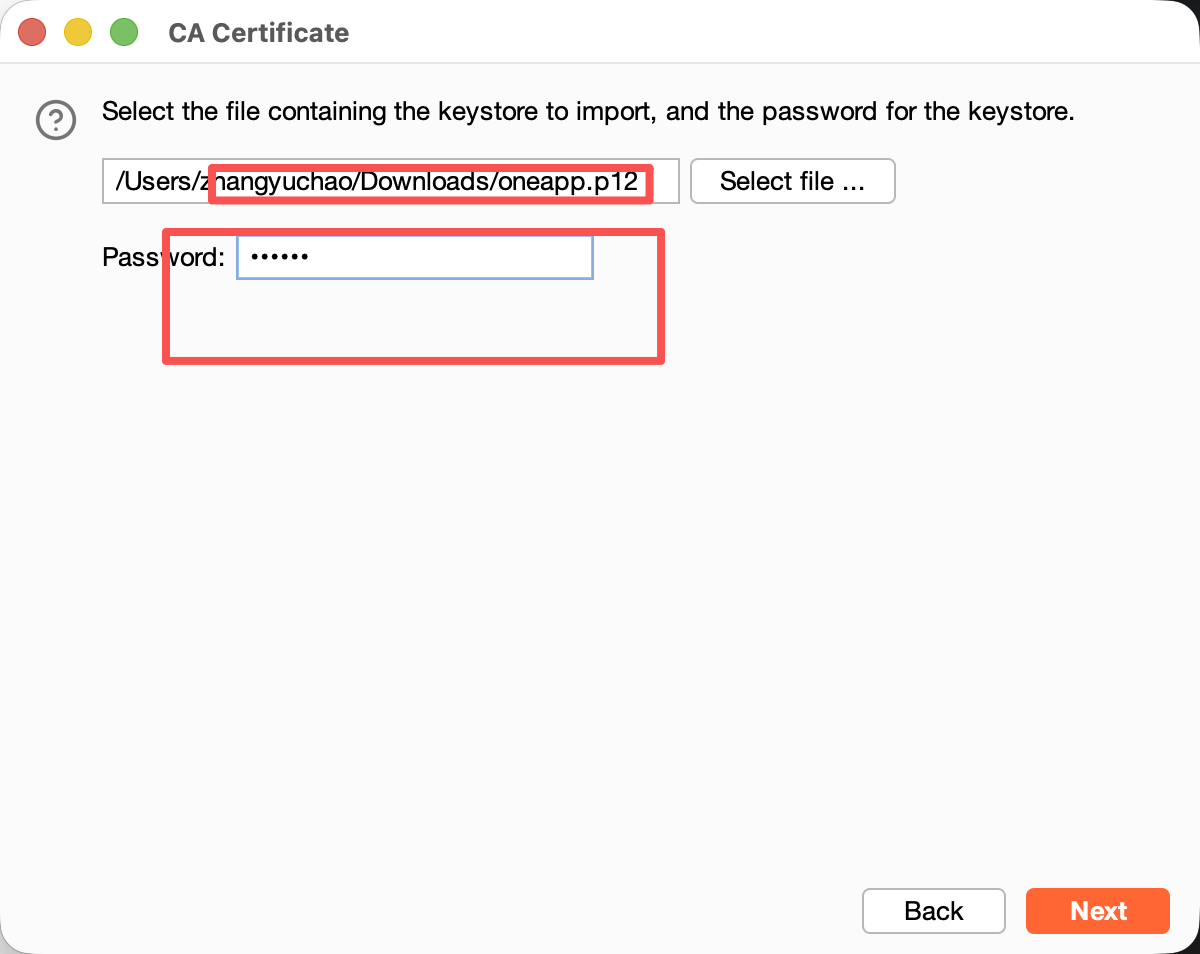 CA Certificate
Select the file containing the keystore to import, and the password for the keystore.
/Users/zhangyuchao/Downloads/oneapp.p12
Select file ...
Password: ••••••
Back
Next